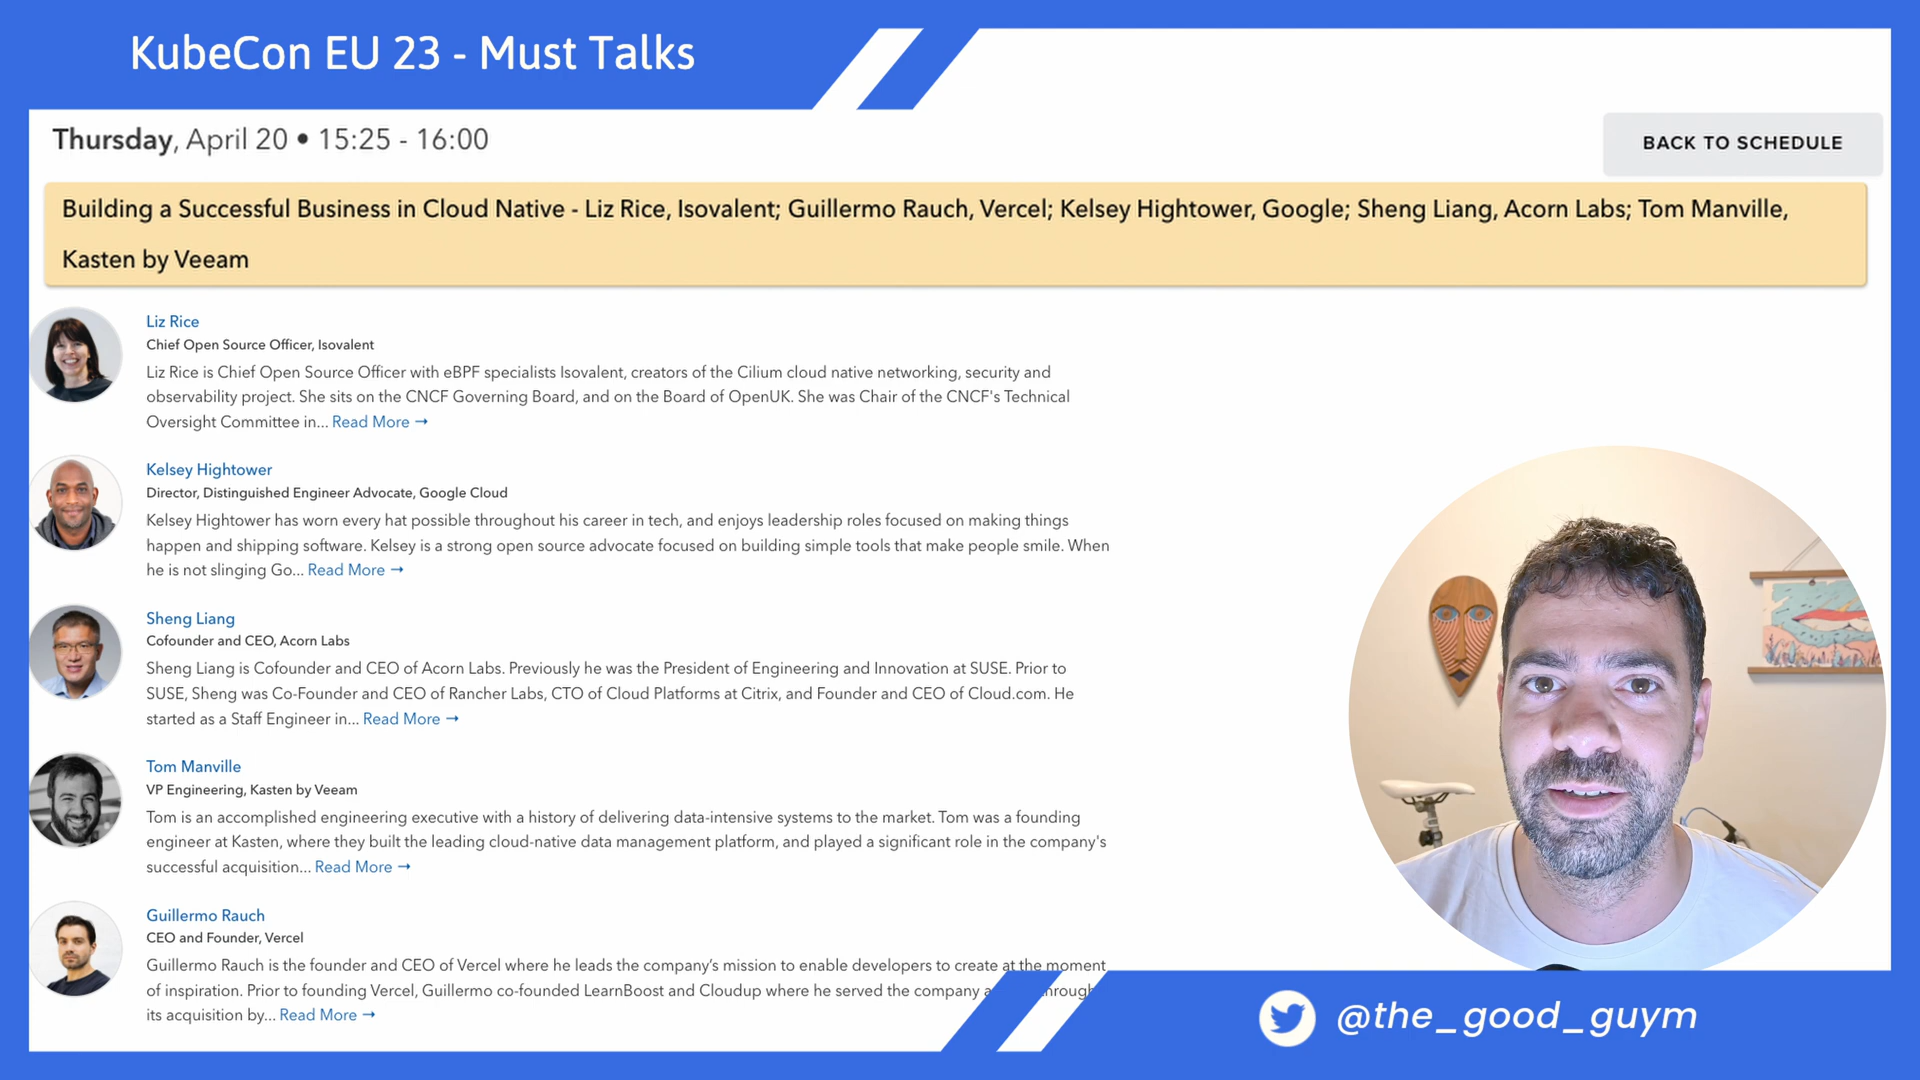 KubeCon EU 23 - Must Talks
Thursday, April 20 • 15:25 - 16:00
BACK TO SCHEDULE
Building a Successful Business in Cloud Native - Liz Rice, Isovalent; Guillermo Rauch, Vercel; Kelsey Hightower, Google; Sheng Liang, Acorn Labs; Tom Manville,
Kasten by Veeam
Liz Rice
Chief Open Source Officer, Isovalent
Liz Rice is Chief Open Source Officer with eBPF specialists Isovalent, creators of the Cilium cloud native networking, security and
observability project. She sits on the CNCF Governing Board, and on the Board of OpenUK. She was Chair of the CNCF's Technical
Oversight Committee in... Read More →
Kelsey Hightower
Director, Distinguished Engineer Advocate, Google Cloud
Kelsey Hightower has worn every hat possible throughout his career in tech, and enjoys leadership roles focused on making things
happen and shipping software. Kelsey is a strong open source advocate focused on building simple tools that make people smile. When
he is not slinging Go... Read More →
Sheng Liang
Cofounder and CEO, Acorn Labs
Sheng Liang is Cofounder and CEO of Acorn Labs. Previously he was the President of Engineering and Innovation at SUSE. Prior to
SUSE, Sheng was Co-Founder and CEO of Rancher Labs, CTO of Cloud Platforms at Citrix, and Founder and CEO of Cloud.com. He
started as a Staff Engineer in... Read More →
Tom Manville
VP Engineering, Kasten by Veeam
Tom is an accomplished engineering executive with a history of delivering data-intensive systems to the market. Tom was a founding
engineer at Kasten, where they built the leading cloud-native data management platform, and played a significant role in the company's
successful acquisition... Read More →
Guillermo Rauch
CEO and Founder, Vercel
Guillermo Rauch is the founder and CEO of Vercel where he leads the company's mission to enable developers to create at the moment
of inspiration. Prior to founding Vercel, Guillermo co-founded LearnBoost and Cloudup where he served the company
its acquisition by... Read More →
@the_good_guym